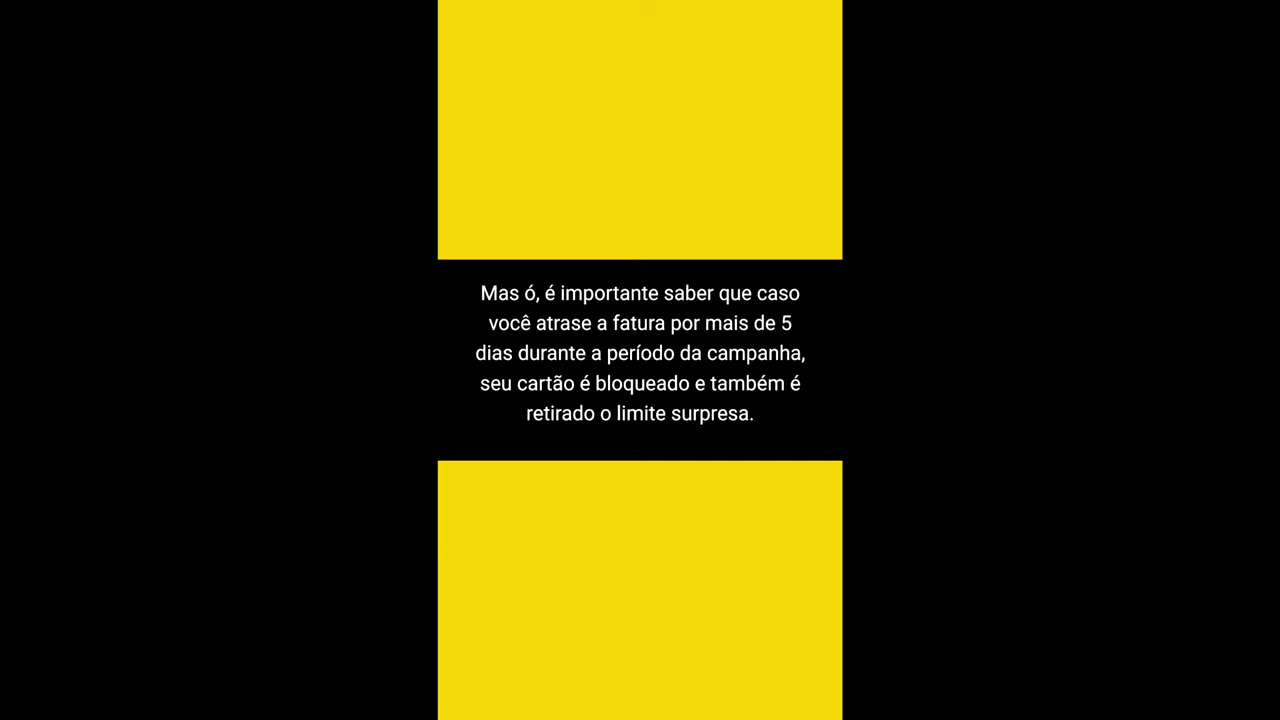 Mas ó, é importante saber que caso
você atrase a fatura por mais de 5
dias durante a período da campanha,
seu cartão é bloqueado e também é
retirado o limite surpresa.